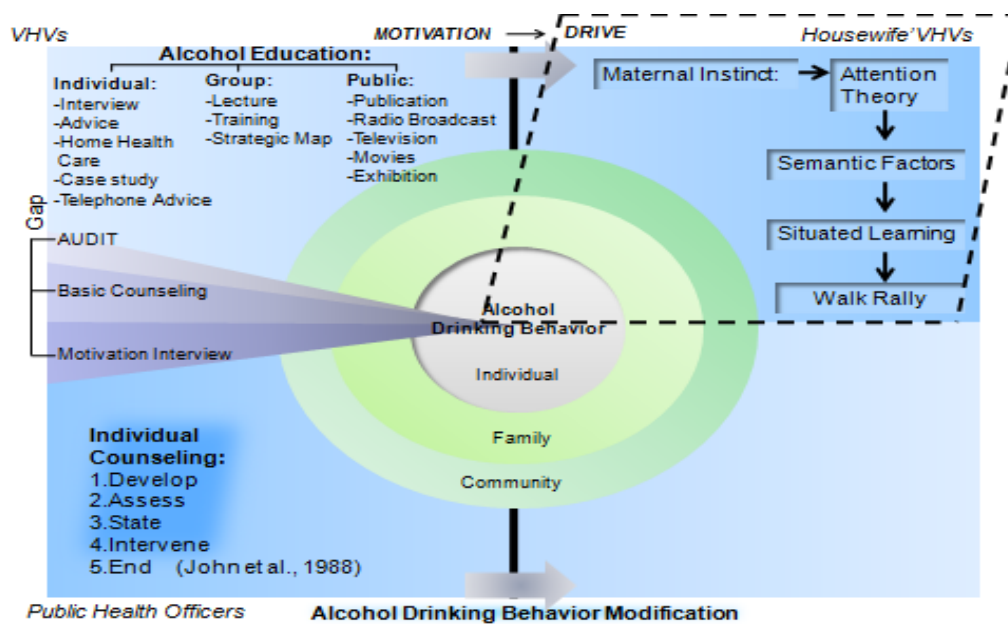 VHVs
MOTIVATION → DRIVE
Housewife'VHVs
Alcohol Education:
Individual:
-Interview
-Advice
-Home Health
Care
-Case study
-Telephone Advice
Group:
-Lecture
-Training
-Strategic Map
Public:
-Publication
-Radio Broadcast
-Television
-Movies
-Exhibition
Maternal Instinct:
Attention
Theory
Semantic Factors
Situated Learning
Walk Rally
Gap
AUDIT
Basic Counseling
Motivation Interview
Alcohol
Drinking Behavior
Individual
Family
Community
Individual
Counseling:
1.Develop
2.Assess
3.State
4.Intervene
5.End (John et al., 1988)
Public Health Officers
Alcohol Drinking Behavior Modification